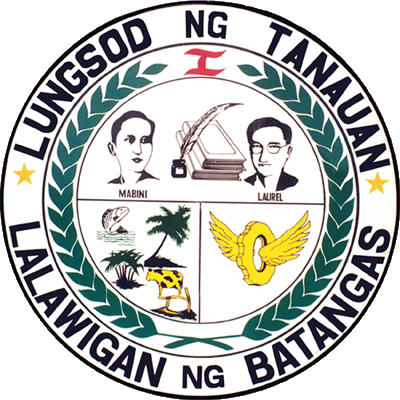 LUNGSOD NG TANAUAN
MABINI
LAUREL
LALAWIGAN NG BATANGAS